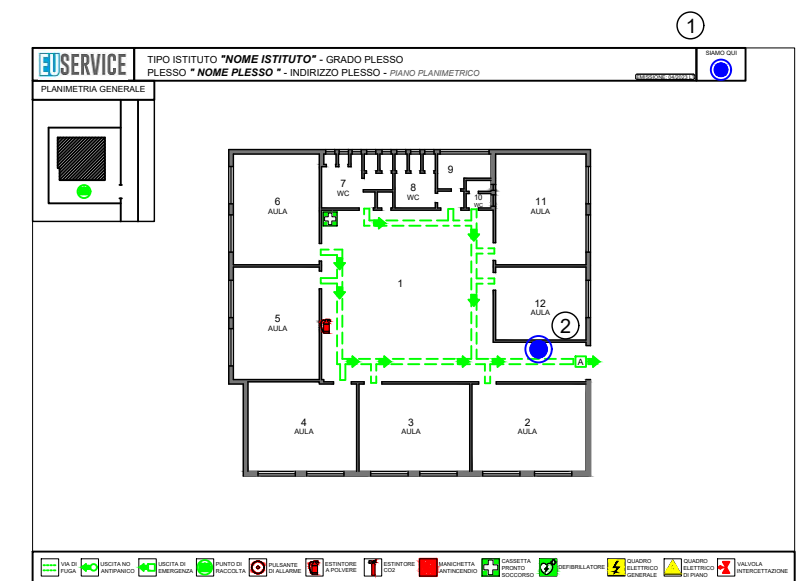 1
EUSERVICE
TIPO ISTITUTO "NOME ISTITUTO" - GRADO PLESSO
PLESSO " NOME PLESSO " - INDIRIZZO PLESSO - PIANO PLANIMETRICO
SIAMO QUI
PLANIMETRIA GENERALE
6
AULA
7
WC
8
WC
9
10
WC
11
AULA
1
5
AULA
12
AULA
2
A
4
AULA
3
AULA
2
AULA
VIA DI
FUGA
USCITA NO
ANTIPANICO
USCITA DI
EMERGENZA
PUNTO DI
RACCOLTA
PULSANTE
DI ALLARME
ESTINTORE
A POLVERE
ESTINTORE
CO2
MANICHETTA
ANTINCENDIO
CASSETTA
PRONTO
SOCCORSO
DEFIBRILLATORE
QUADRO
ELETTRICO
GENERALE
QUADRO
ELETTRICO
DI PIANO
VALVOLA
INTERCETTAZIONE